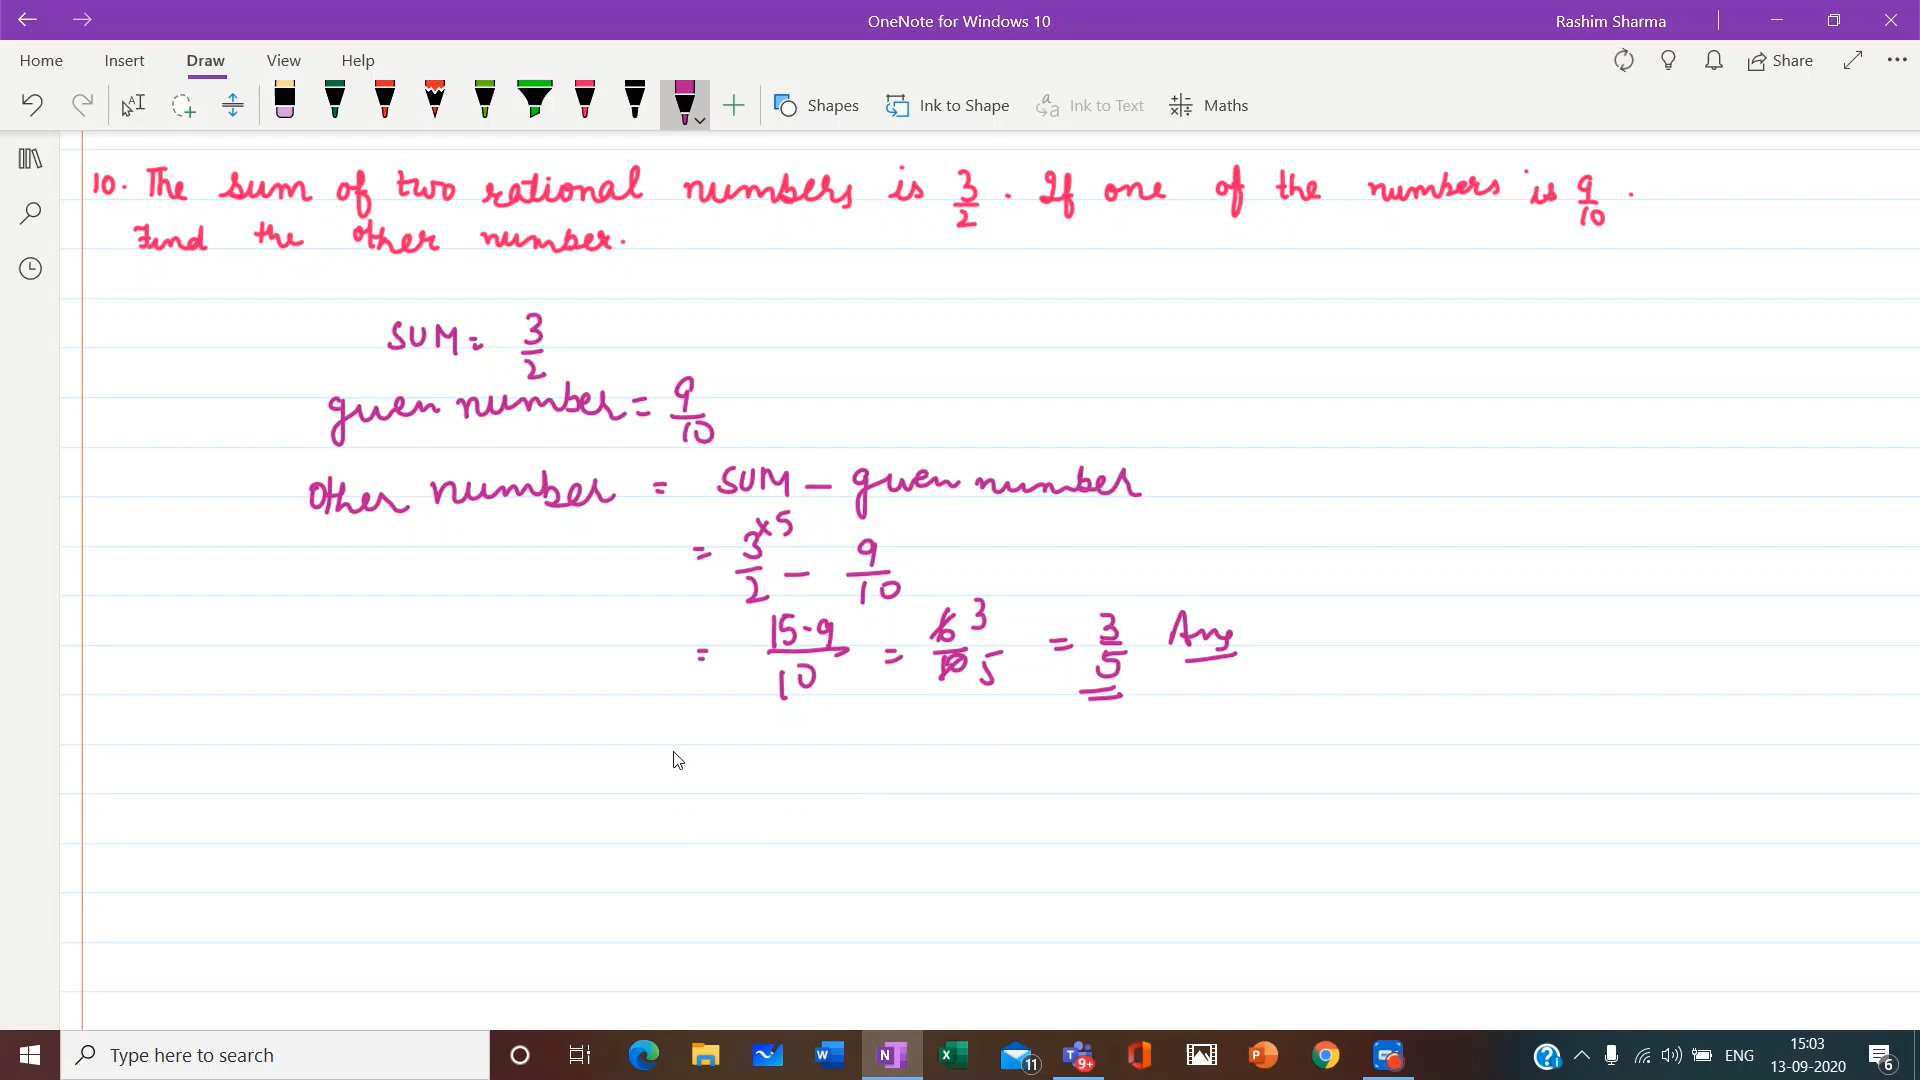 OneNote for Windows 10 Rashim Sharma
Home Insert Draw View Help Share
Shapes Ink to Shape Ink to Text Maths
10. The sum of two rational numbers is 3/2 . If one of the numbers is 9/10 .
Find the other number.
SUM = 3/2
given number = 9/10
Other number = SUM - given number
= 3×5/2 - 9/10
= 15-9/10 = 6 3/10 5 = 3/5 Ans
Type here to search 11 9+ ENG 15:03
13-09-2020 6